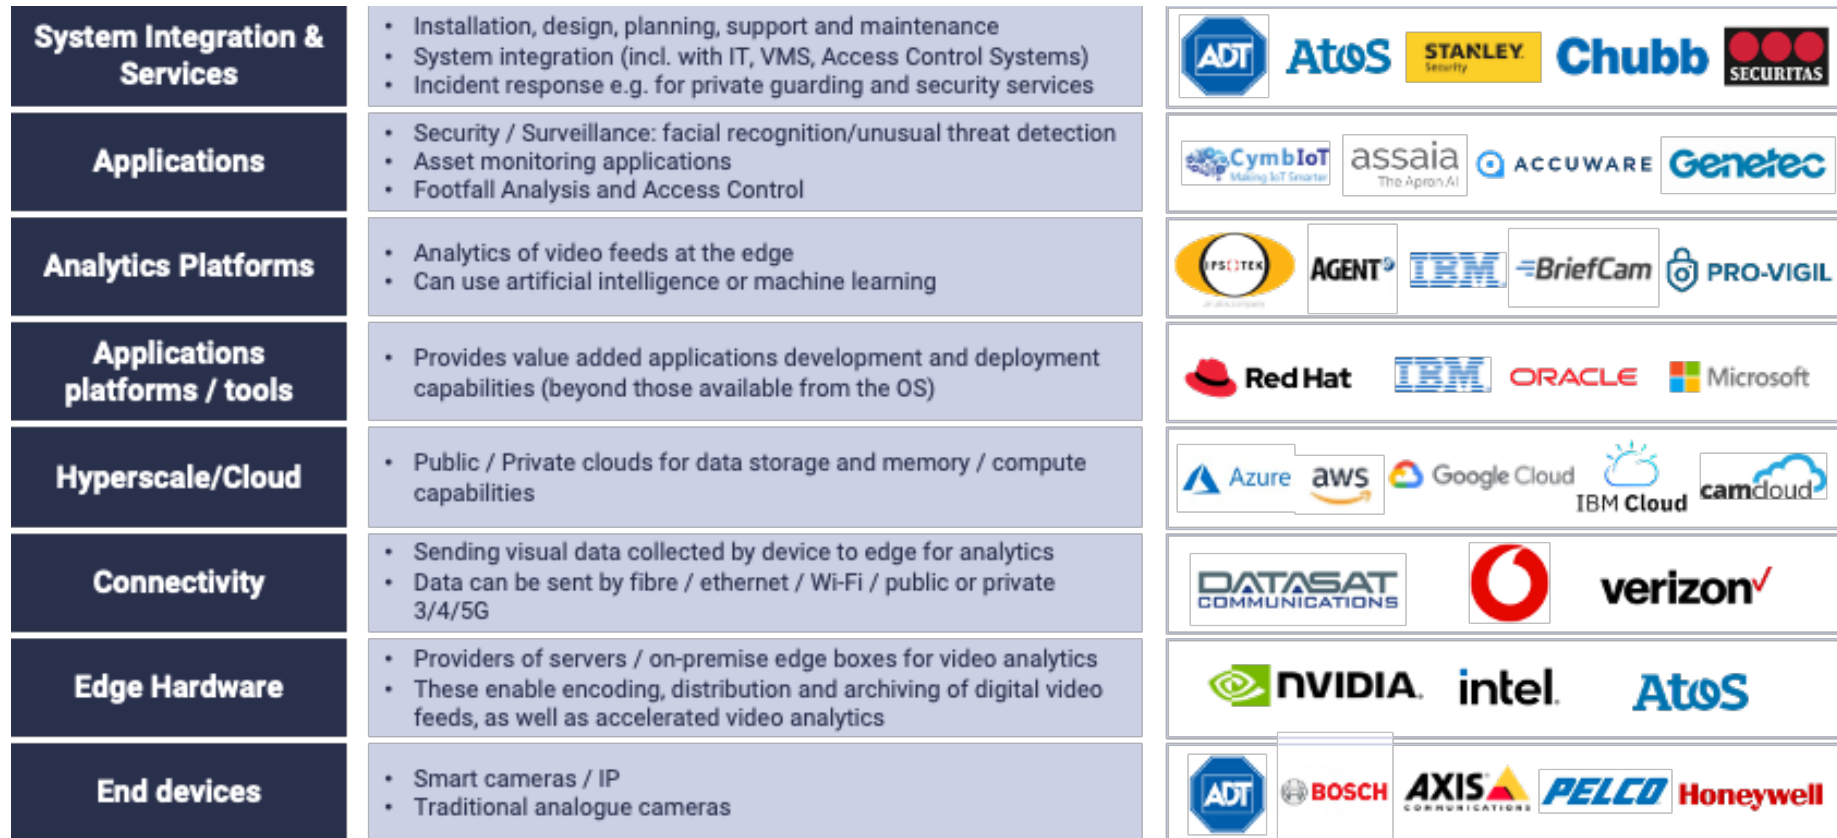 System Integration &
Services
• Installation, design, planning, support and maintenance
• System integration (incl. with IT, VMS, Access Control Systems)
• Incident response e.g. for private guarding and security services
ADT AtoS STANLEY Security Chubb SECURITAS
Applications
• Security / Surveillance: facial recognition/unusual threat detection
• Asset monitoring applications
• Footfall Analysis and Access Control
CymbIoT assaia ACCUWARE Genetec
Making IoT Smarter The Apron AI
Analytics Platforms
• Analytics of video feeds at the edge
• Can use artificial intelligence or machine learning
IPSOTEK AGENT IBM BriefCam PRO-VIGIL
Applications
platforms / tools
• Provides value added applications development and deployment
capabilities (beyond those available from the OS)
Red Hat IBM ORACLE Microsoft
Hyperscale/Cloud
• Public / Private clouds for data storage and memory / compute
capabilities
Azure aws Google Cloud IBM Cloud camcloud
Connectivity
• Sending visual data collected by device to edge for analytics
• Data can be sent by fibre / ethernet / Wi-Fi / public or private
3/4/5G
DATASAT verizon
COMMUNICATIONS
Edge Hardware
• Providers of servers / on-premise edge boxes for video analytics
• These enable encoding, distribution and archiving of digital video
feeds, as well as accelerated video analytics
NVIDIA. intel. AtoS
End devices
• Smart cameras / IP
• Traditional analogue cameras
ADT BOSCH AXIS PELCO Honeywell
COMMUNICATIONS